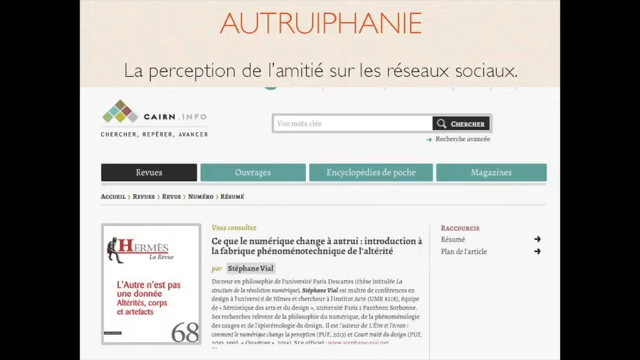 AUTRUIPHANIE
La perception de l'amitié sur les réseaux sociaux.
CAIRN.INFO
CHERCHER, REPÉRER, AVANCER
Vos mots clés
CHERCHER
Recherche avancée
Revues
Ouvrages
Encyclopédies de poche
Magazines
ACCUEIL › REVUES › REVUE › NUMÉRO › RÉSUMÉ
HERMÈS
La Revue
L'Autre n'est pas
une donnée
Altérités, corps
et artefacts
68
Vous consultez
Ce que le numérique change à autrui : introduction à
la fabrique phénoménotechnique de l'altérité
par Stéphane Vial
Docteur en philosophie de l'université Paris Descartes (thèse intitulée La
structure de la révolution numérique), Stéphane Vial est maître de conférences en
design à l'université de Nîmes et chercheur à l'Institut Acte (UMR 8218), équipe
de « Sémiotique des arts et du design », université Paris 1 Panthéon Sorbonne.
Ses recherches relèvent de la philosophie du numérique, de la phénoménologie
des usages et de l'épistémologie du design. Il est l'auteur de L'Être et l'Écran :
comment le numérique change la perception (PUF, 2013) et Court traité du design (PUF,
RACCOURCIS
Résumé
Plan de l'article